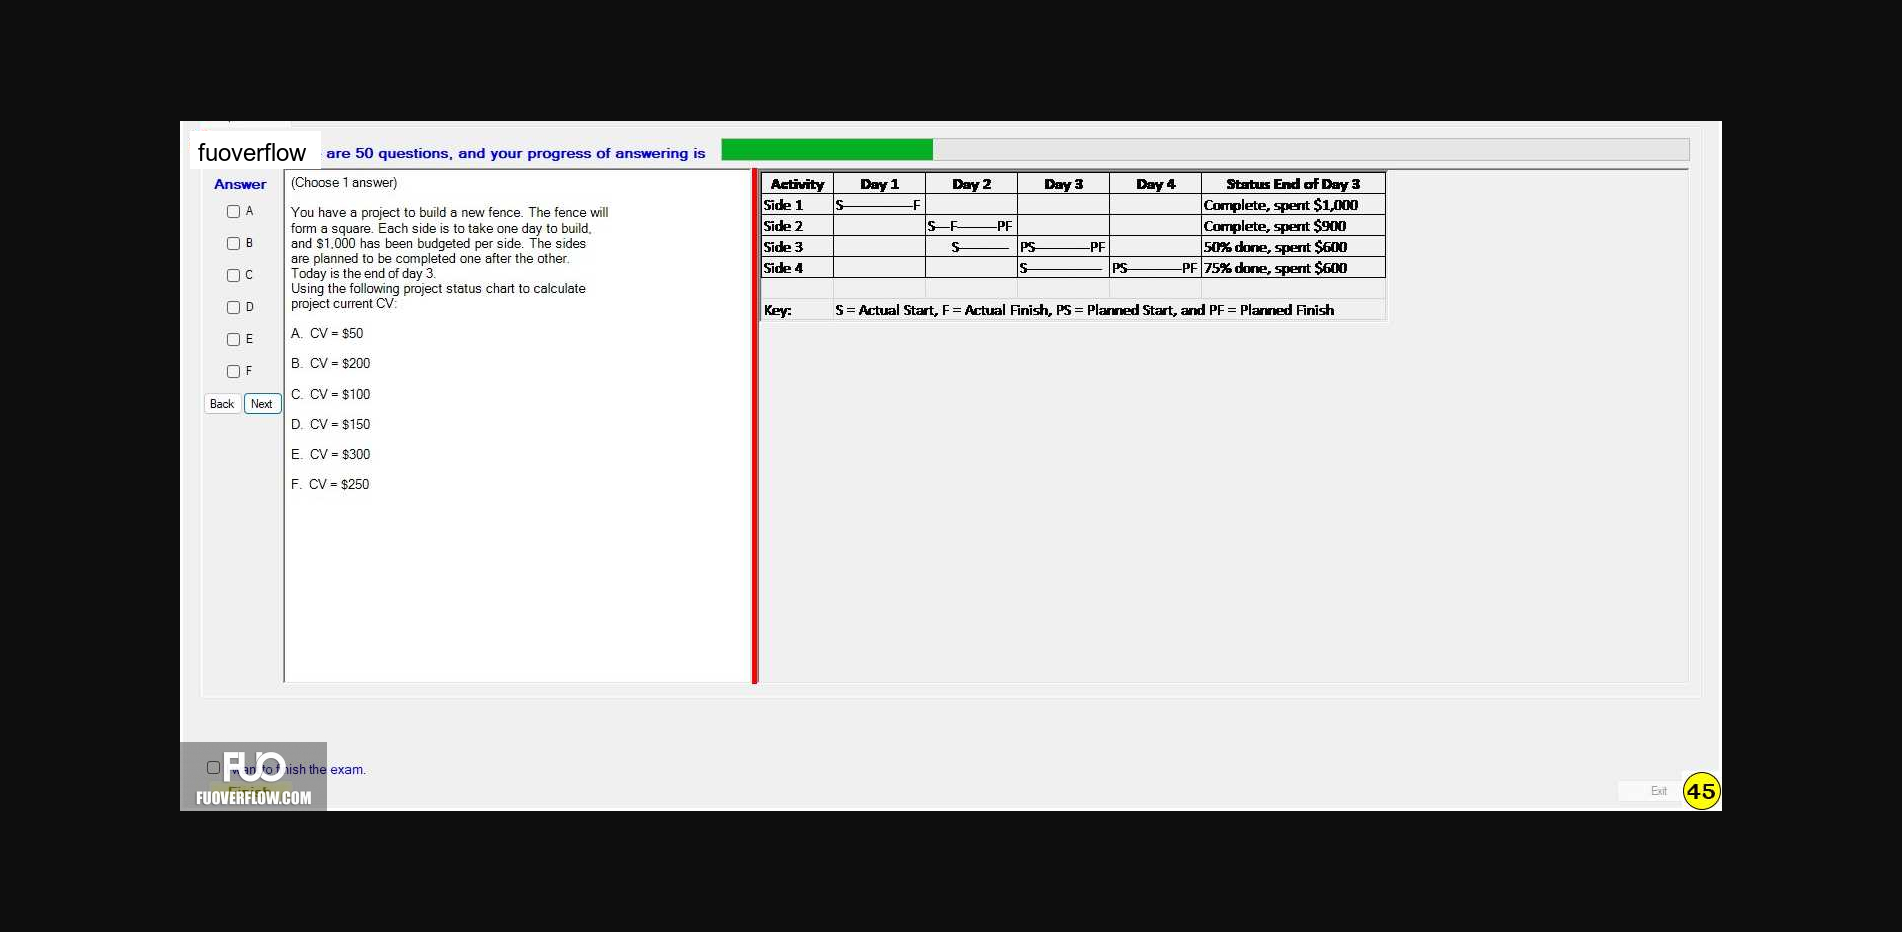 fuoverflow are 50 questions, and your progress of answering is
Answer
A
B
C
D
E
F
Back Next
(Choose 1 answer)
You have a project to build a new fence. The fence will
form a square. Each side is to take one day to build,
and $1,000 has been budgeted per side. The sides
are planned to be completed one after the other.
Today is the end of day 3.
Using the following project status chart to calculate
project current CV:
A. CV = $50
B. CV = $200
C. CV = $100
D. CV = $150
E. CV = $300
F. CV = $250
Activity Day 1 Day 2 Day 3 Day 4 Status End of Day 3
Side 1 S———F Complete, spent $1,000
Side 2 S—F——PF Complete, spent $900
Side 3 S——— PS———PF 50% done, spent $600
Side 4 S——— PS———PF 75% done, spent $600
Key: S = Actual Start, F = Actual Finish, PS = Planned Start, and PF = Planned Finish
FUO
the exam.
FUOVERFLOW.COM
Exit
45